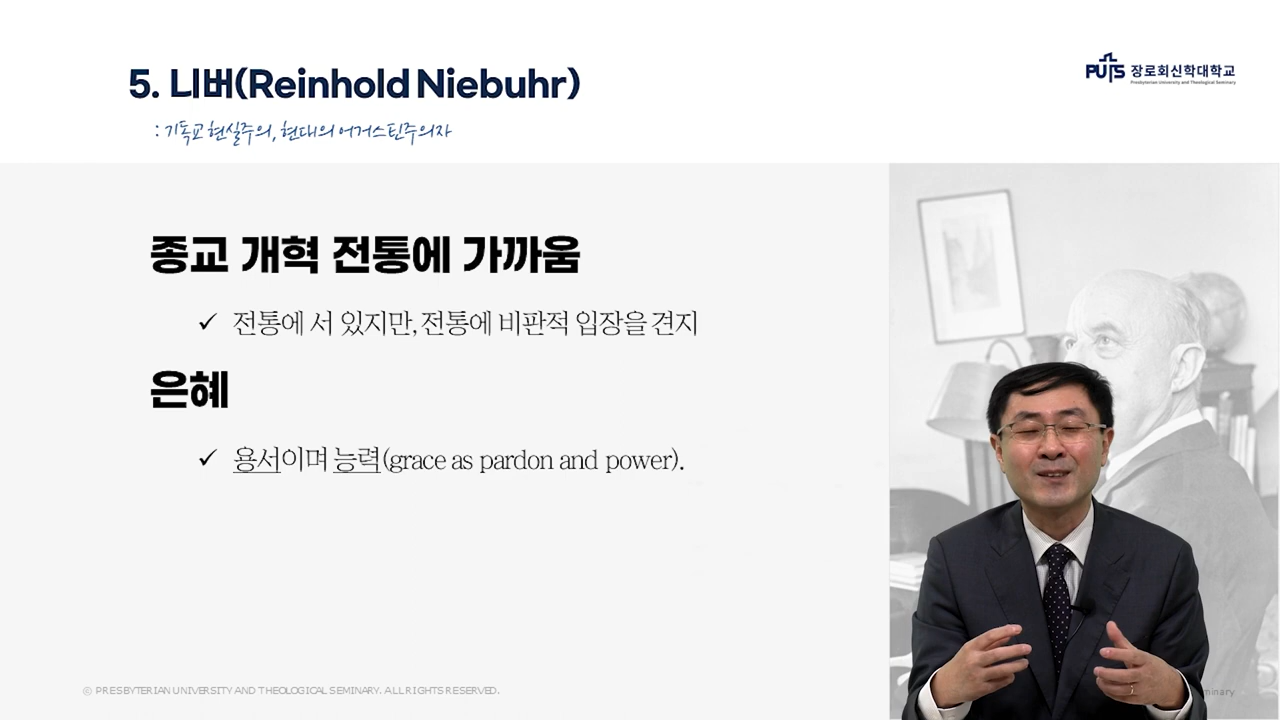 5. 니버(Reinhold Niebuhr)
: 기독교 현실주의, 현대의 어거스틴주의자
PUTS 장로회신학대학교
Presbyterian University and Theological Seminary
종교 개혁 전통에 가까움
✓ 전통에 서 있지만, 전통에 비판적 입장을 견지
은혜
✓ 용서이며 능력(grace as pardon and power).
© PRESBYTERIAN UNIVERSITY AND THEOLOGICAL SEMINARY. ALL RIGHTS RESERVED.